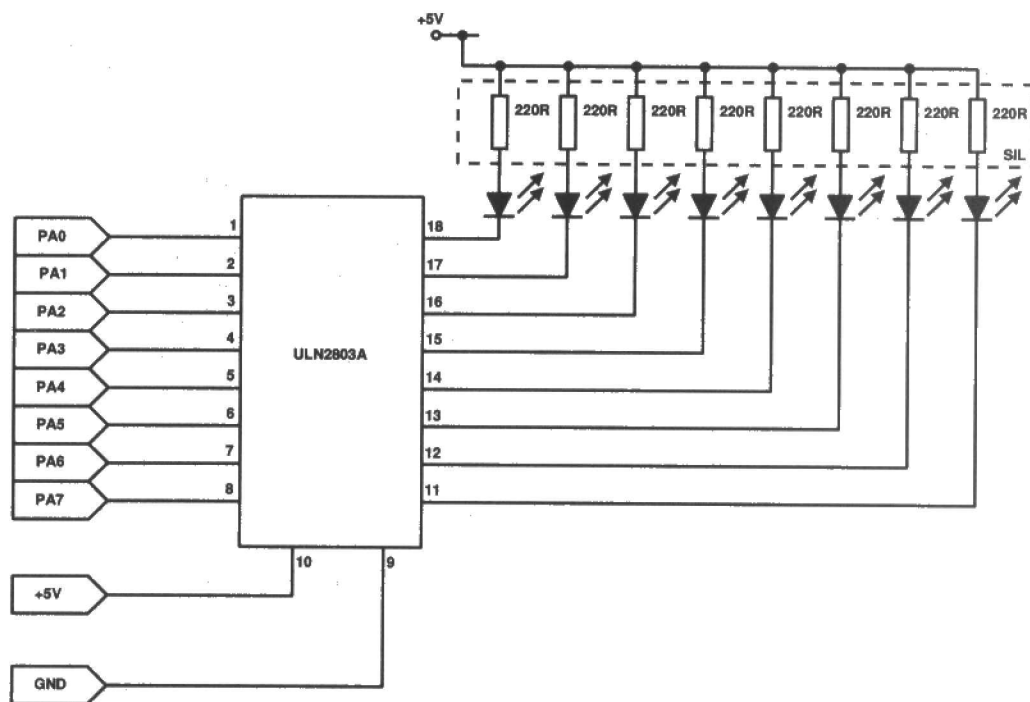 +5V
220R 220R 220R 220R 220R 220R 220R 220R
SIL
PA0 1 18
PA1 2 17
PA2 3 16
PA3 4 15
ULN2803A
PA4 5 14
PA5 6 13
PA6 7 12
PA7 8 11
10 9
+5V
GND